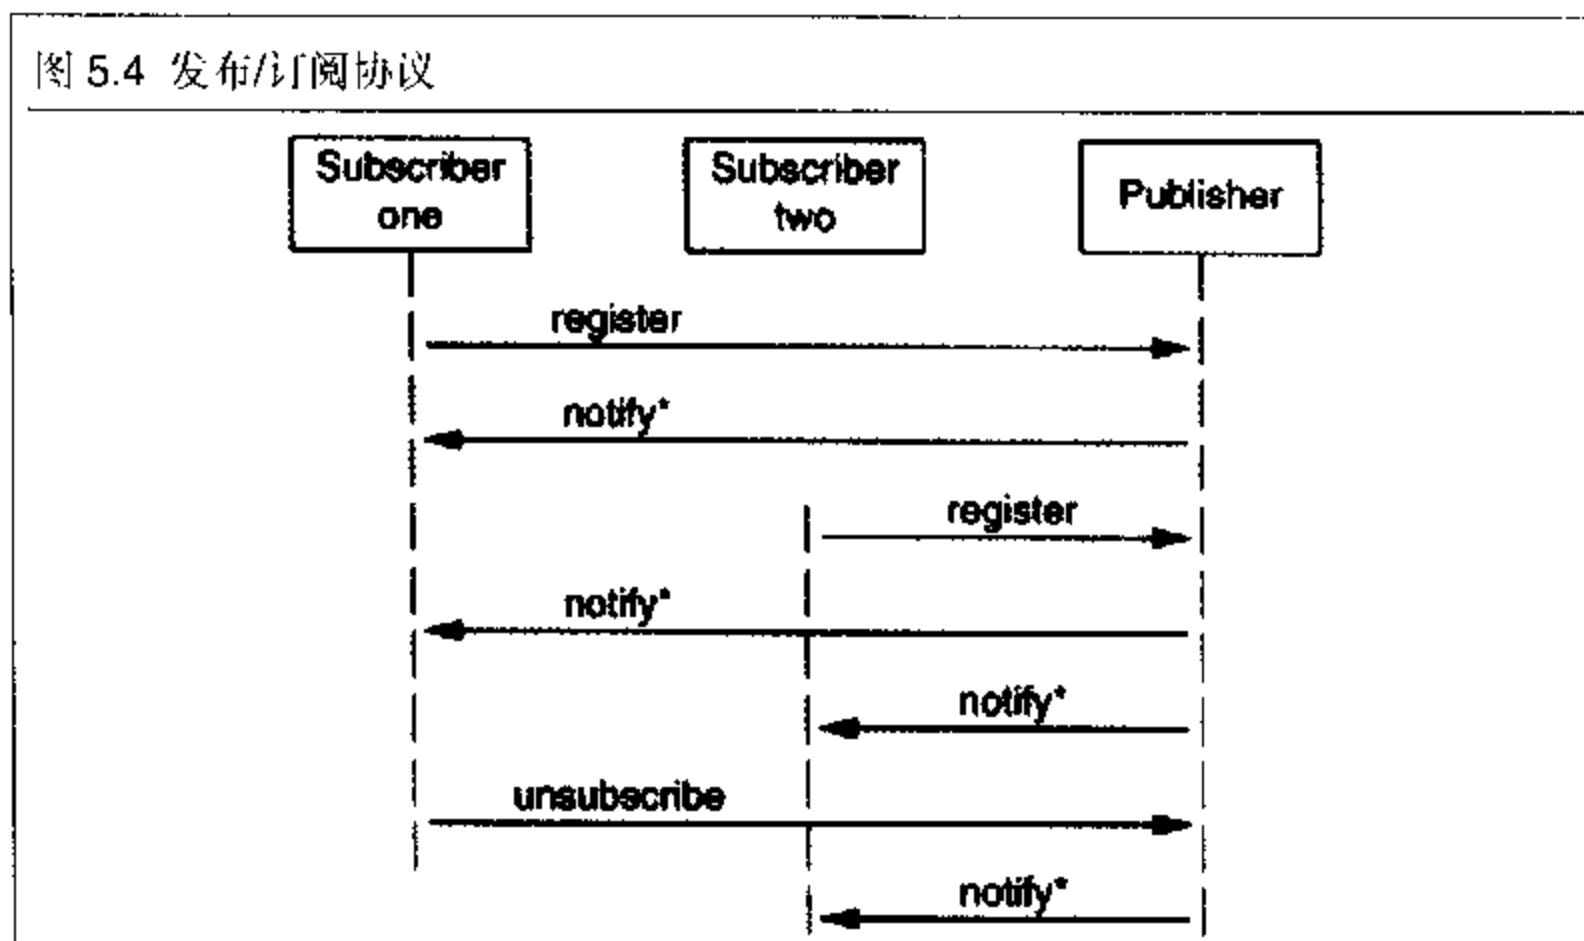 图 5.4 发布/订阅协议
Subscriber
one
Subscriber
two
Publisher
register
notify*
register
notify*
notify*
unsubscribe
notify*